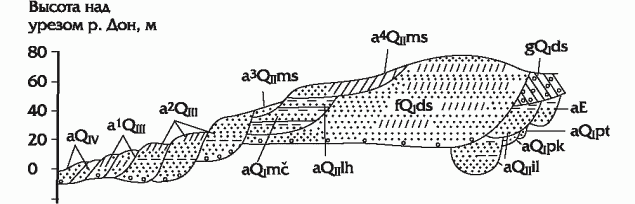 Высота над
урезом р. Дон, м
80
60
40
20
0
aQIV
a¹QIII
a²QIII
a³QIIms
a⁴QIIms
fQIds
gQIds
aE
aQIpt
aQIpk
aQIIil
aQIIlh
aQImč